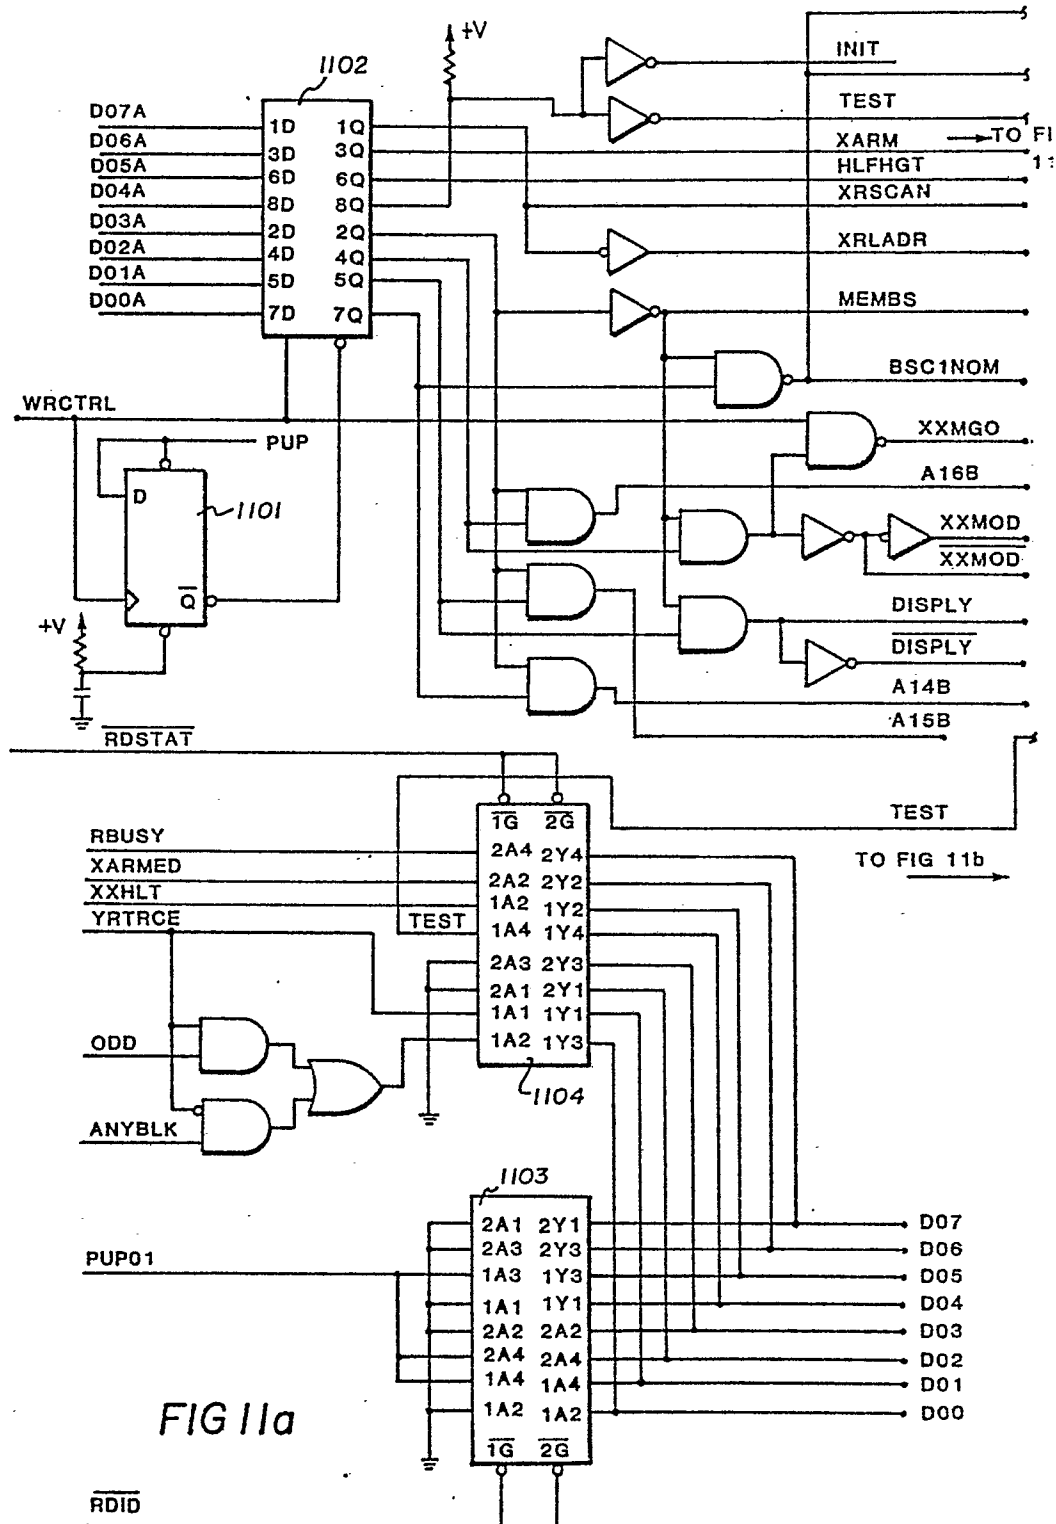 +V
1102
INIT
D07A 1D 1Q TEST
D06A 3D 3Q XARM TO FI
D05A 6D 6Q HLFHGT 11
D04A 8D 8Q XRSCAN
D03A 2D 2Q XRLADR
D02A 4D 4Q
D01A 5D 5Q
D00A 7D 7Q MEMBS
BSC1NOM
WRCTRL
PUP XXMGO
D 1101 A16B
XXMOD
XXMOD
Q
+V DISPLY
DISPLY
A14B
A15B
RDSTAT
1G 2G TEST
RBUSY 2A4 2Y4 TO FIG 11b
XARMED 2A2 2Y2
XXHLT 1A2 1Y2
YRTRCE TEST 1A4 1Y4
2A3 2Y3
2A1 2Y1
1A1 1Y1
ODD 1A2 1Y3
1104
ANYBLK
1103
2A1 2Y1 D07
2A3 2Y3 D06
PUP01 1A3 1Y3 D05
1A1 1Y1 D04
2A2 2A2 D03
2A4 2A4 D02
1A4 1A4 D01
1A2 1A2 D00
1G 2G
FIG 11a
RDID